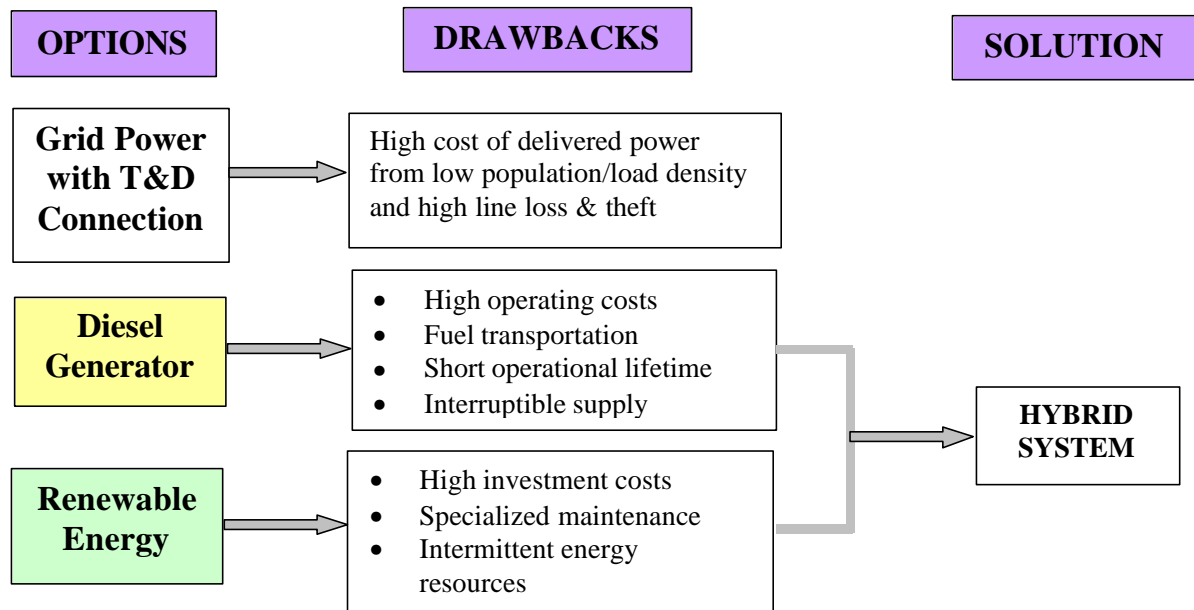 OPTIONS
DRAWBACKS
SOLUTION
Grid Power
with T&D
Connection
High cost of delivered power
from low population/load density
and high line loss & theft
Diesel
Generator
• High operating costs
• Fuel transportation
• Short operational lifetime
• Interruptible supply
Renewable
Energy
• High investment costs
• Specialized maintenance
• Intermittent energy
resources
HYBRID
SYSTEM